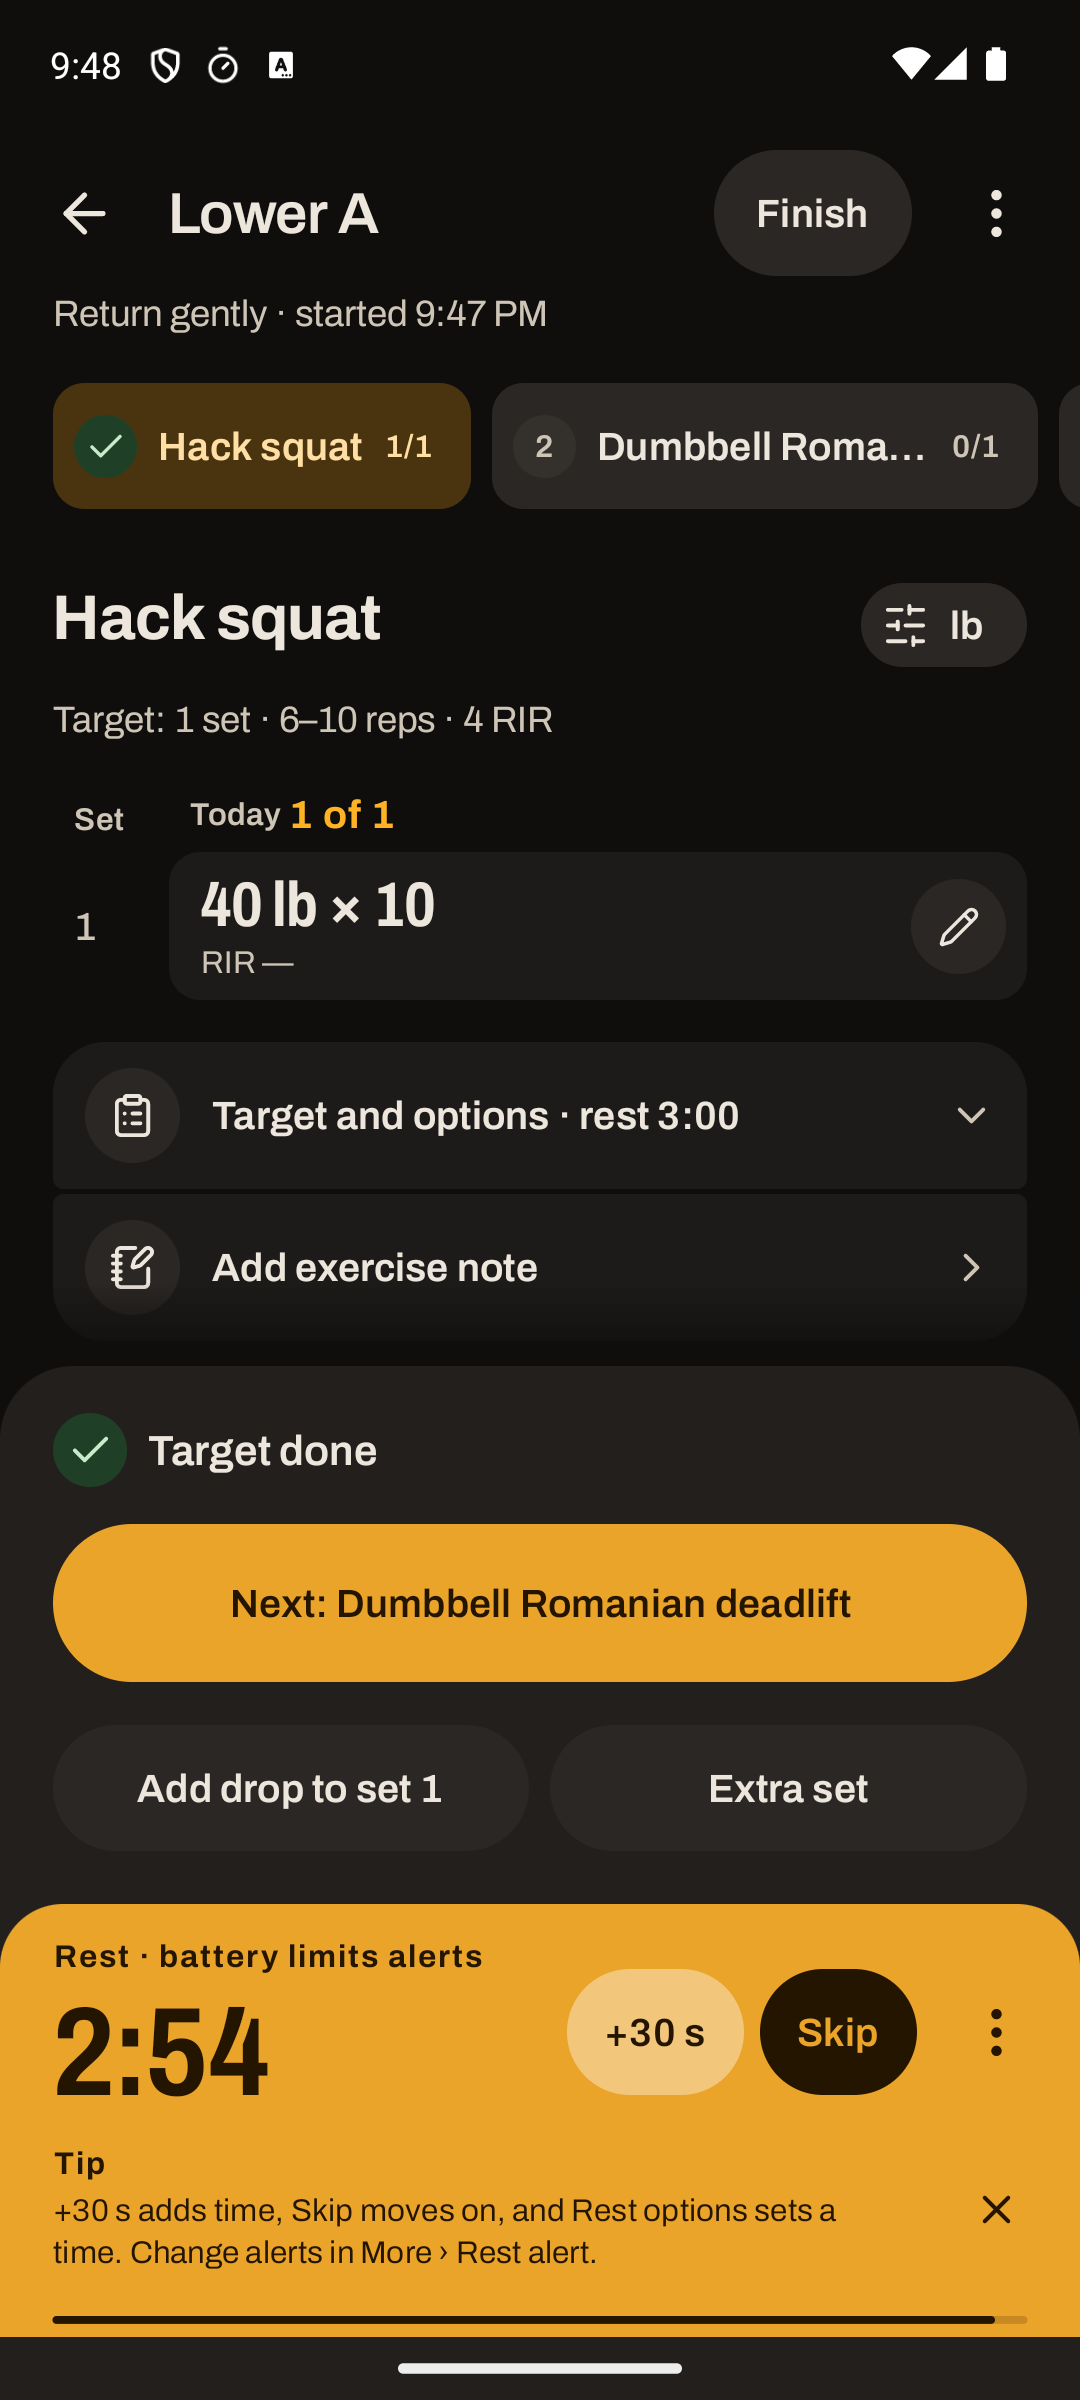 9:48
Lower A
Finish
Return gently · started 9:47 PM
Hack squat 1/1
2 Dumbbell Roma... 0/1
Hack squat
lb
Target: 1 set · 6–10 reps · 4 RIR
Set
Today 1 of 1
1
40 lb × 10
RIR —
Target and options · rest 3:00
Add exercise note
Target done
Next: Dumbbell Romanian deadlift
Add drop to set 1
Extra set
Rest · battery limits alerts
2:54
+30 s
Skip
Tip
+30 s adds time, Skip moves on, and Rest options sets a
time. Change alerts in More › Rest alert.